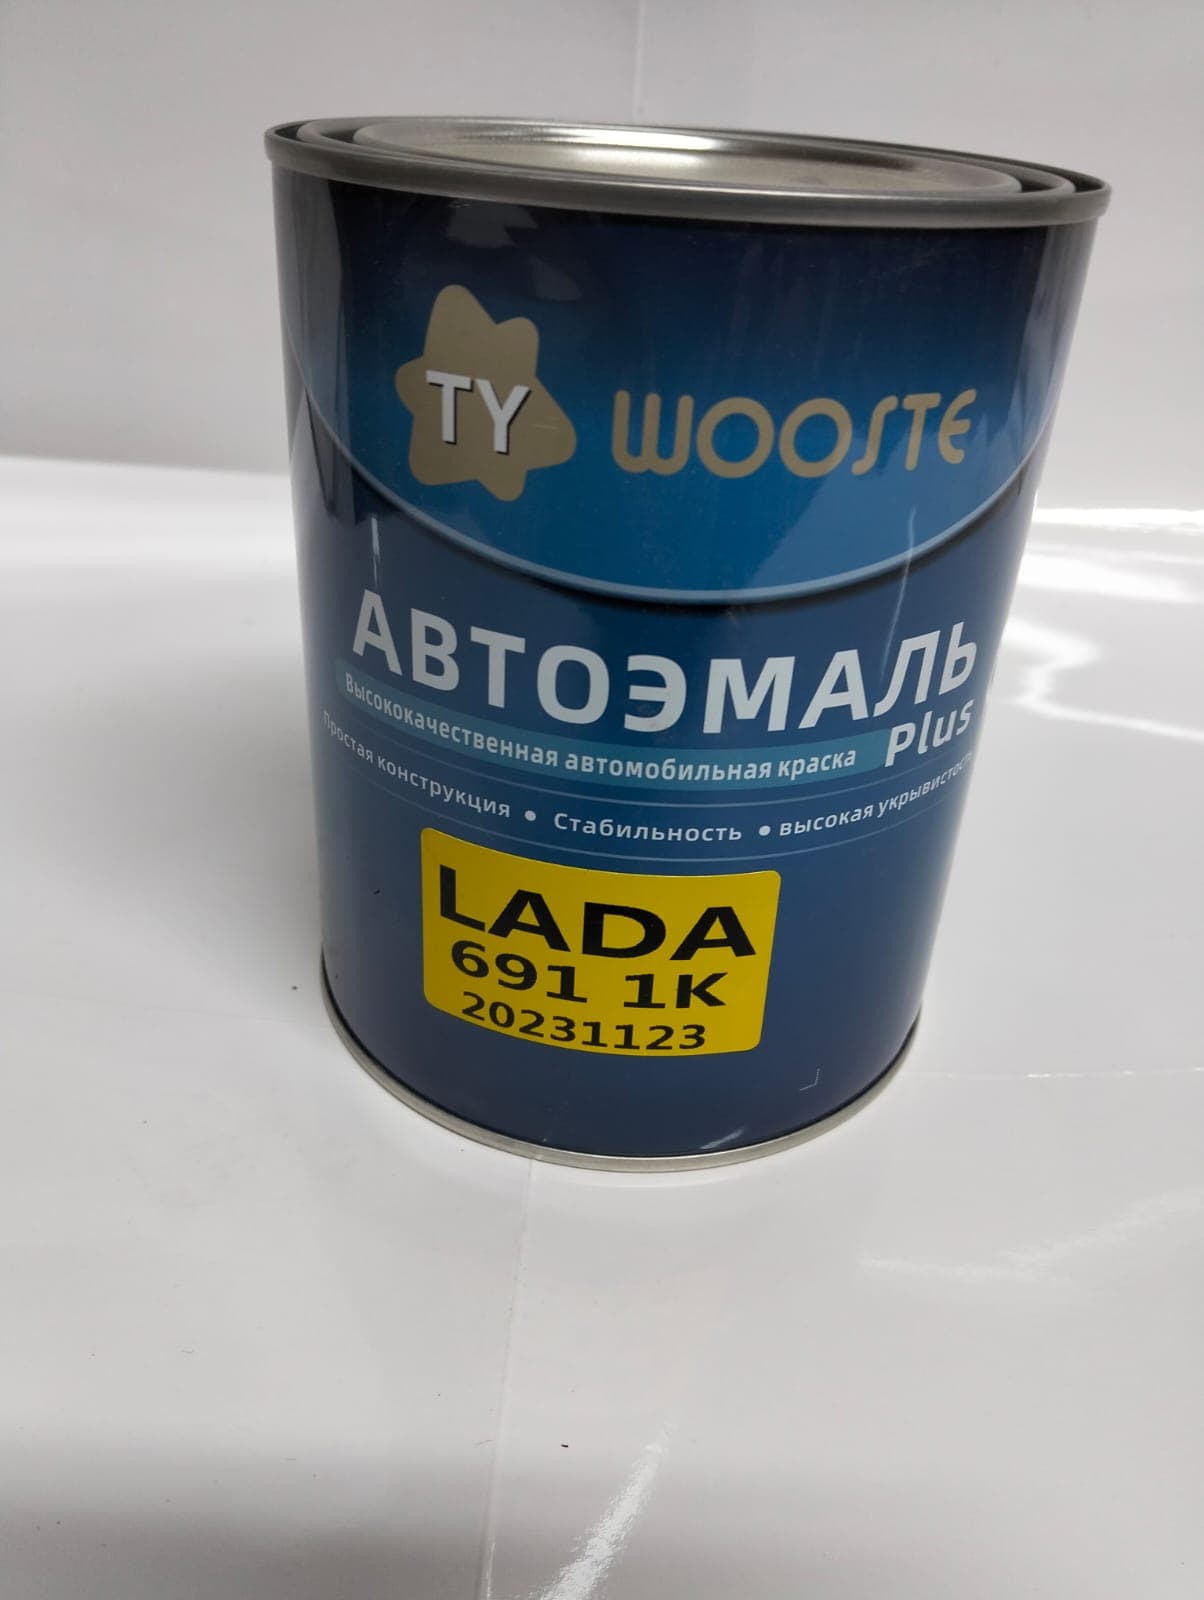 TY WOOSTE
АВТОЭМАЛЬ
Высококачественная автомобильная краска Plus
Простая конструкция • Стабильность • высокая укрывистость
LADA
691 1K
20231123